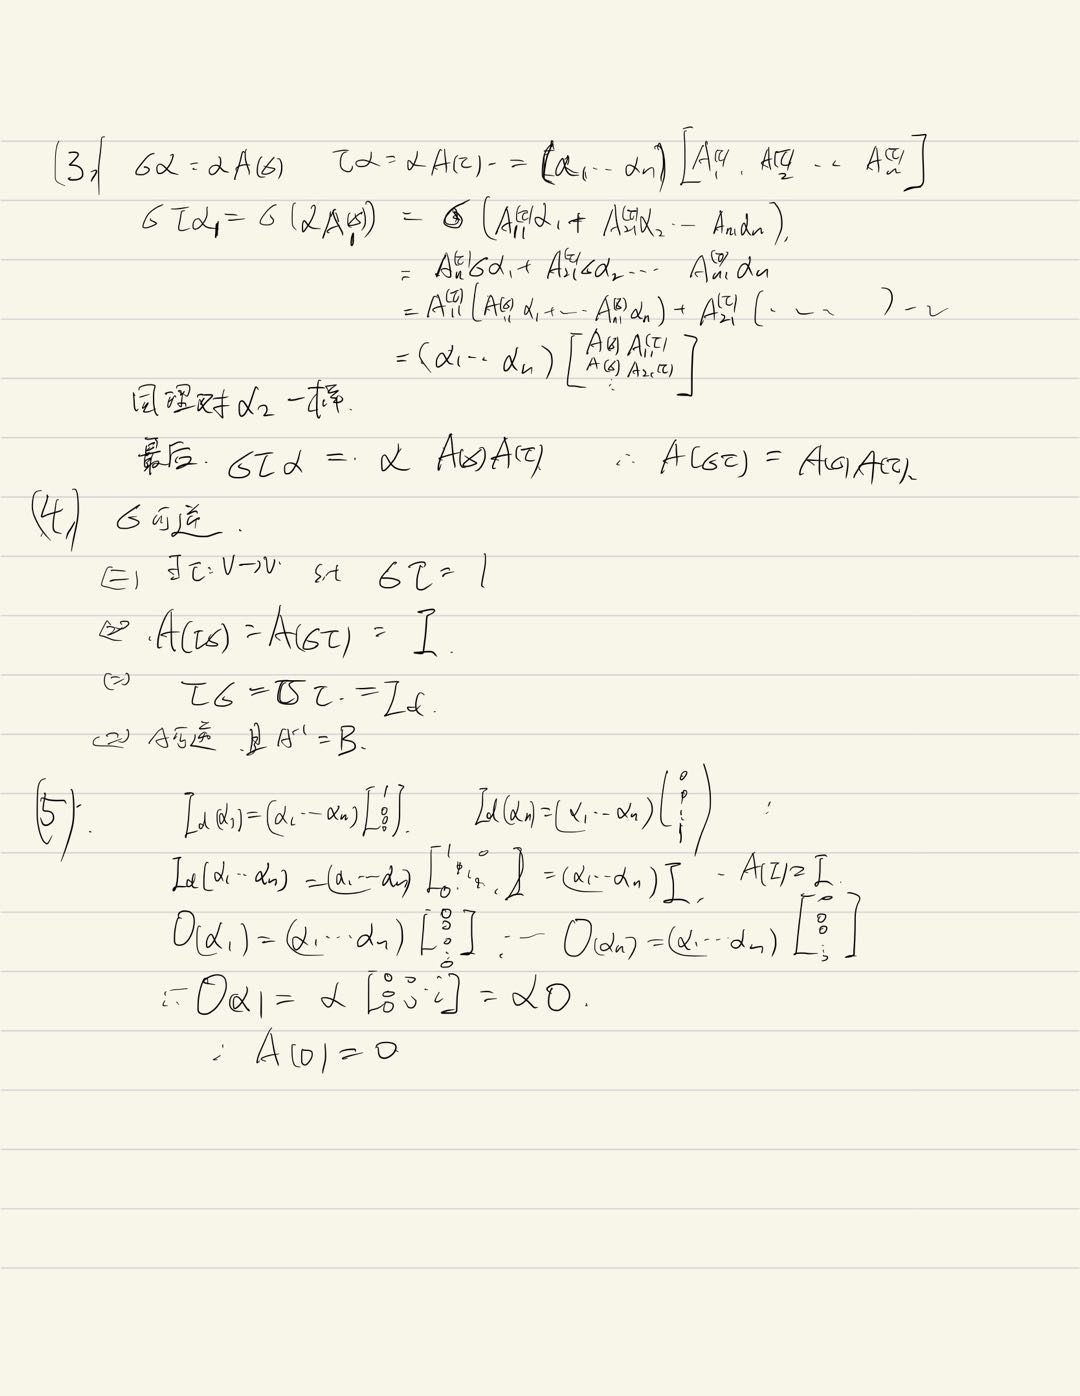 (3) σα = αA(σ)   τα = αA(τ) = (α₁ ⋯ αₙ) [A₁^(τ), A₂^(τ) ⋯ Aₙ^(τ)]
στα₁ = σ(αA₁^(τ)) = σ(A₁₁^(τ)α₁ + A₂₁^(τ)α₂ ⋯ Aₙ₁αₙ),
= A₁₁^(τ)σα₁ + A₂₁^(τ)σα₂ ⋯ Aₙ₁^(τ)αₙ
= A₁₁^(τ)(A₁₁^(σ)α₁ + ⋯ Aₙ₁^(σ)αₙ) + A₂₁^(τ)( ⋯ ) ⋯
= (α₁ ⋯ αₙ) [A(σ) A₁₁(τ)
A(σ) A₂₁(τ) ⋮]
同理对α₂一样.
最后. στα = α A(σ)A(τ)   ∴ A(στ) = A(σ)A(τ).
(4) σ可逆.
⇔ ∃τ: V→V. st στ = 1
⇔ A(τσ) = A(στ) = I.
⇔ τσ = στ. = Id.
⇔ A可逆 且 A⁻¹ = B.
(5). Id(α₁) = (α₁ ⋯ αₙ) [1 0 0 ⋮].   Id(αₙ) = (α₁ ⋯ αₙ) (0 0 ⋮ 1)
Id(α₁ ⋯ αₙ) = (α₁ ⋯ αₙ) [1 0 ⋱ 0 1] = (α₁ ⋯ αₙ) I. A(I) = I.
O(α₁) = (α₁ ⋯ αₙ) [0 0 0 ⋮ 0] ⋯ O(αₙ) = (α₁ ⋯ αₙ) [0 0 0 ⋮]
∴ O(α) = α [0 0 ⋯] = αO.
∴ A(0) = 0